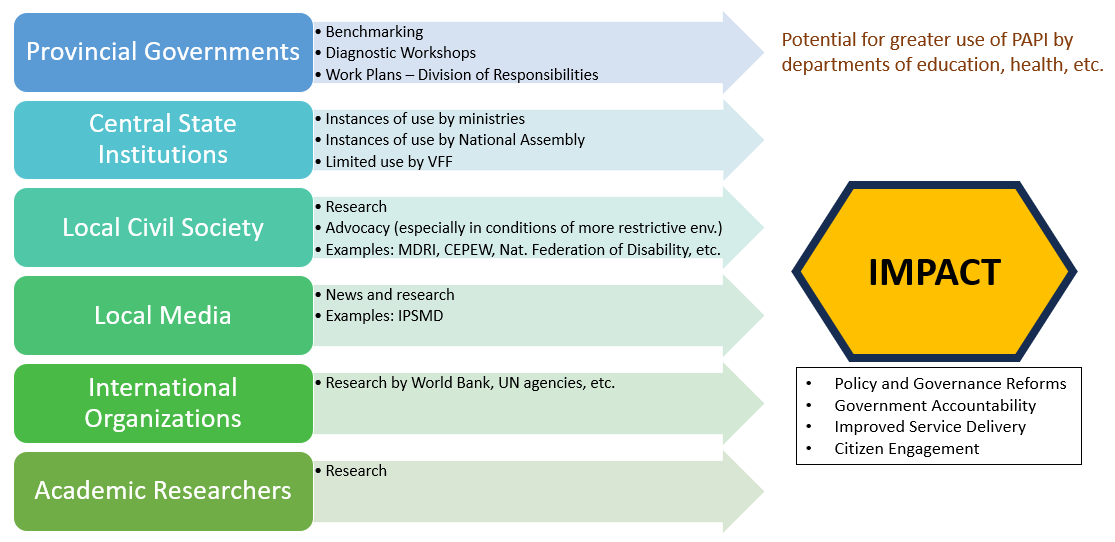 Provincial Governments
• Benchmarking
• Diagnostic Workshops
• Work Plans – Division of Responsibilities
Potential for greater use of PAPI by
departments of education, health, etc.
Central State
Institutions
• Instances of use by ministries
• Instances of use by National Assembly
• Limited use by VFF
Local Civil Society
• Research
• Advocacy (especially in conditions of more restrictive env.)
• Examples: MDRI, CEPEW, Nat. Federation of Disability, etc.
Local Media
• News and research
• Examples: IPSMD
International
Organizations
• Research by World Bank, UN agencies, etc.
Academic Researchers
• Research
IMPACT
• Policy and Governance Reforms
• Government Accountability
• Improved Service Delivery
• Citizen Engagement